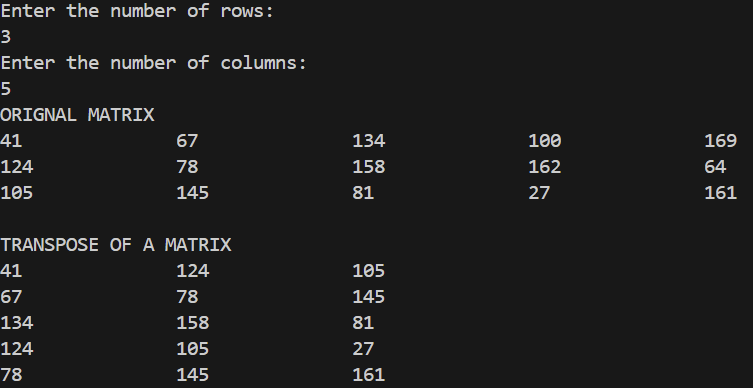 Enter the number of rows:
3
Enter the number of columns:
5
ORIGNAL MATRIX
41 67 134 100 169
124 78 158 162 64
105 145 81 27 161
TRANSPOSE OF A MATRIX
41 124 105
67 78 145
134 158 81
124 105 27
78 145 161